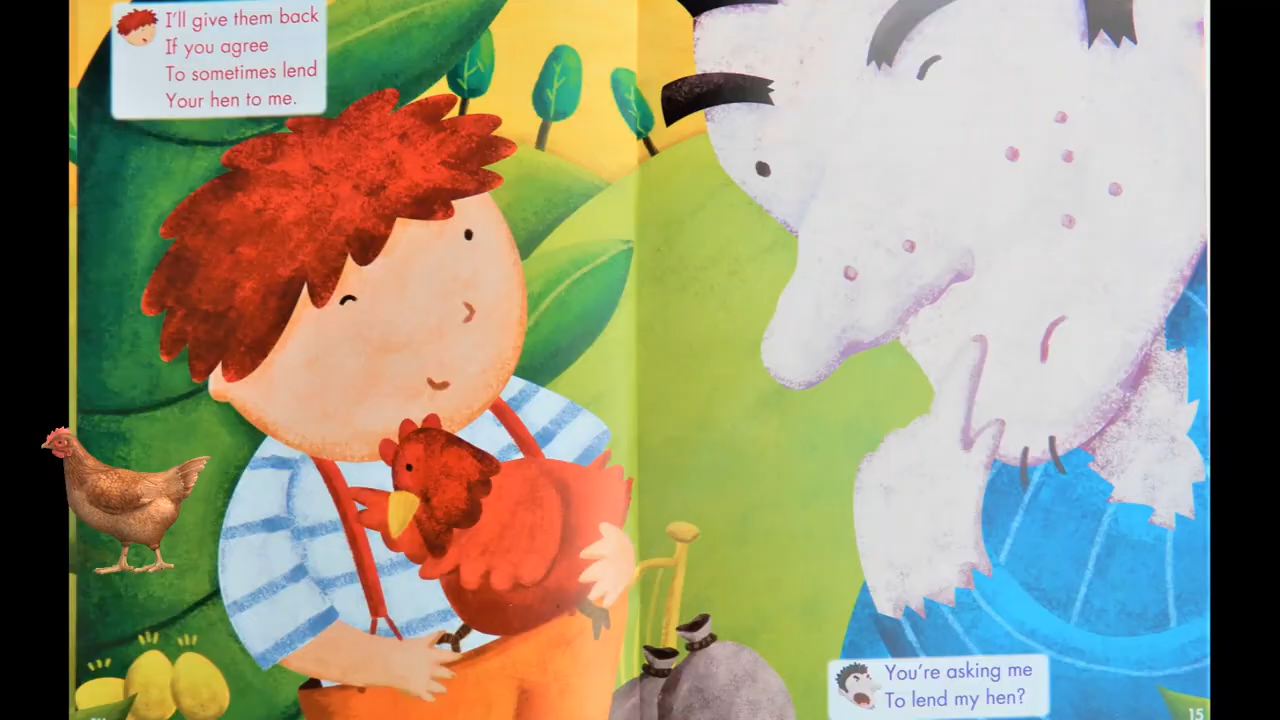 I'll give them back
If you agree
To sometimes lend
Your hen to me.
You're asking me
To lend my hen?
15